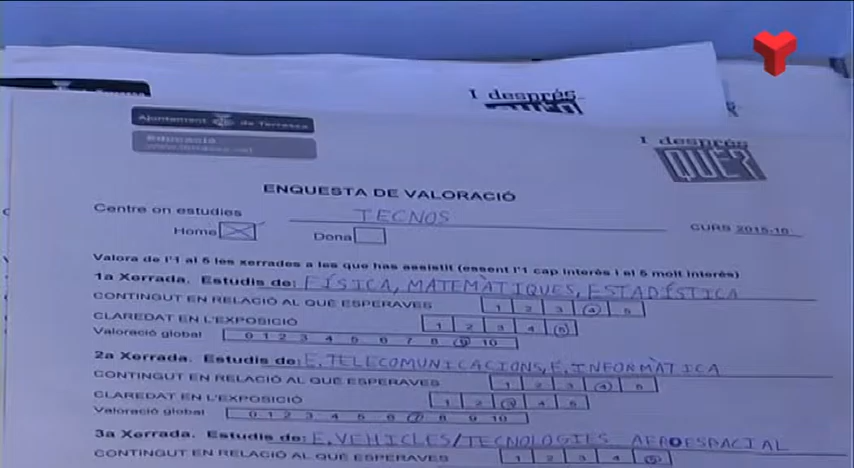 I després
QUÈ?
Ajuntament de Terrassa
educació
I després
QUÈ?
ENQUESTA DE VALORACIÓ
Centre on estudies TECNOS
Home Dona CURS 2015-16
Valora de l'1 al 5 les xerrades a les que has assistit (essent l'1 cap interès i el 5 molt interès)
1a Xerrada. Estudis de: FÍSICA, MATEMÀTIQUES, ESTADÍSTICA
CONTINGUT EN RELACIÓ AL QUE ESPERAVES 1 2 3 4 5
CLAREDAT EN L'EXPOSICIÓ 1 2 3 4 5
Valoració global 0 1 2 3 4 5 6 7 8 9 10
2a Xerrada. Estudis de: E. TELECOMUNICACIONS, E. INFORMÀTICA
CONTINGUT EN RELACIÓ AL QUE ESPERAVES 1 2 3 4 5
CLAREDAT EN L'EXPOSICIÓ 1 2 3 4 5
Valoració global 0 1 2 3 4 5 6 7 8 9 10
3a Xerrada. Estudis de: E. VEHICLES/TECNOLOGIES AEROESPACIAL
CONTINGUT EN RELACIÓ AL QUE ESPERAVES 1 2 3 4 5